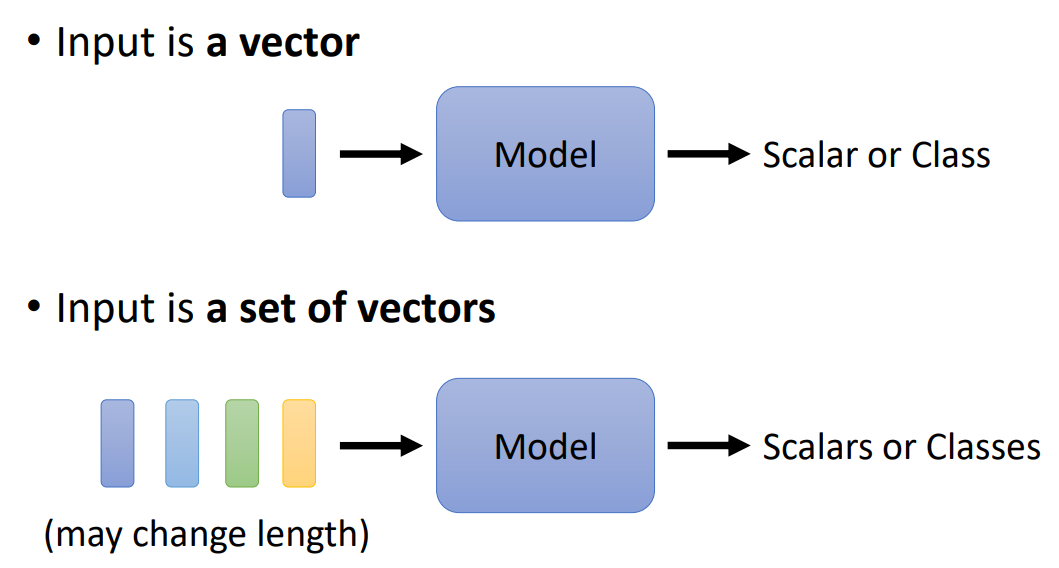 • Input is a vector
Model
Scalar or Class
• Input is a set of vectors
Model
Scalars or Classes
(may change length)